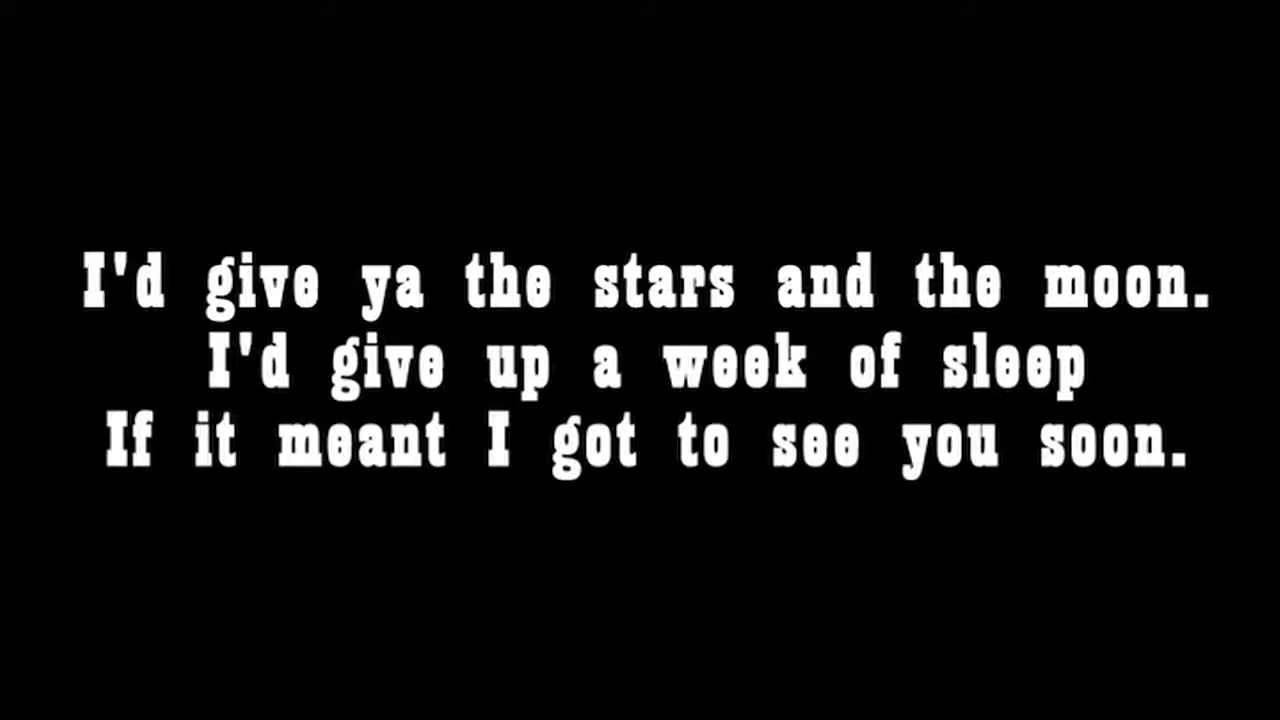 I'd give ya the stars and the moon.
I'd give up a week of sleep
If it meant I got to see you soon.